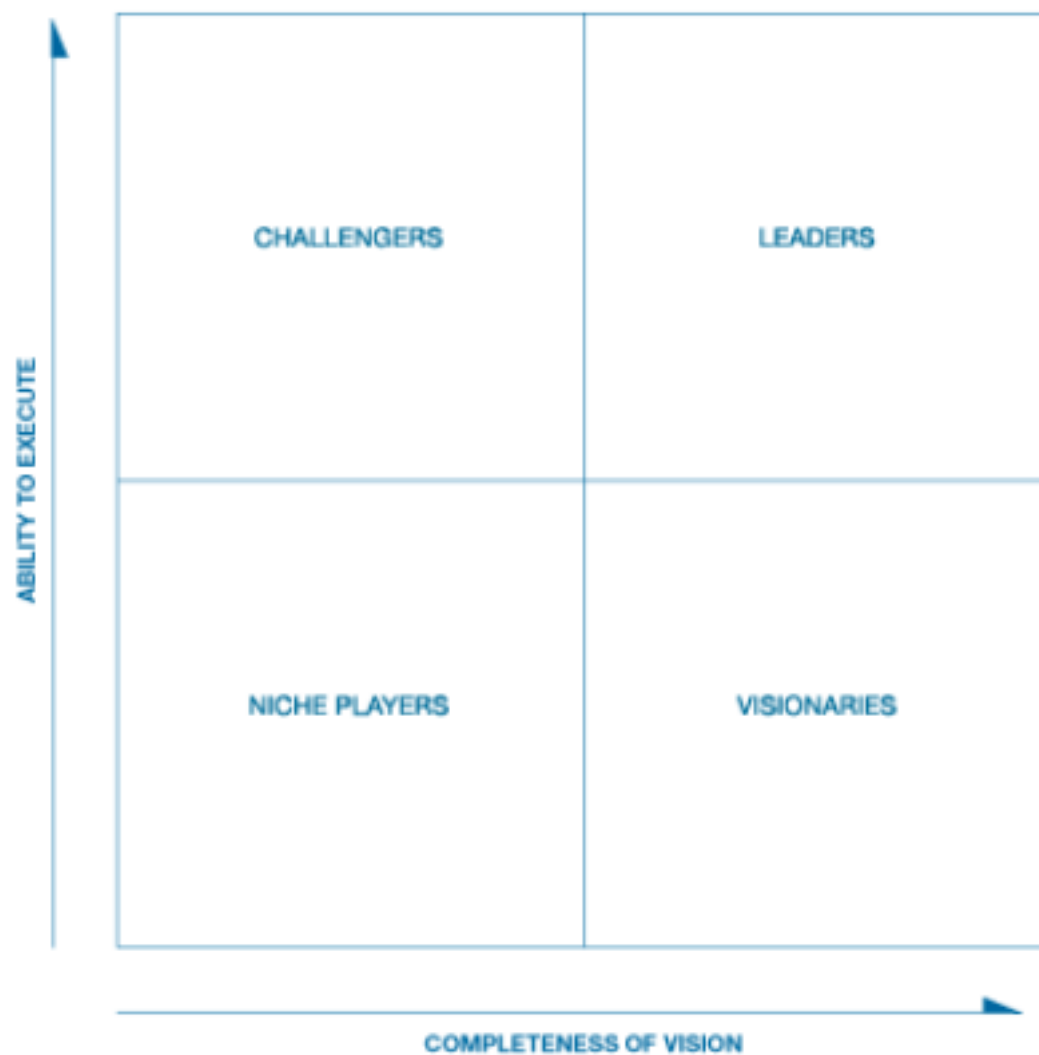 CHALLENGERS
LEADERS
ABILITY TO EXECUTE
NICHE PLAYERS
VISIONARIES
COMPLETENESS OF VISION